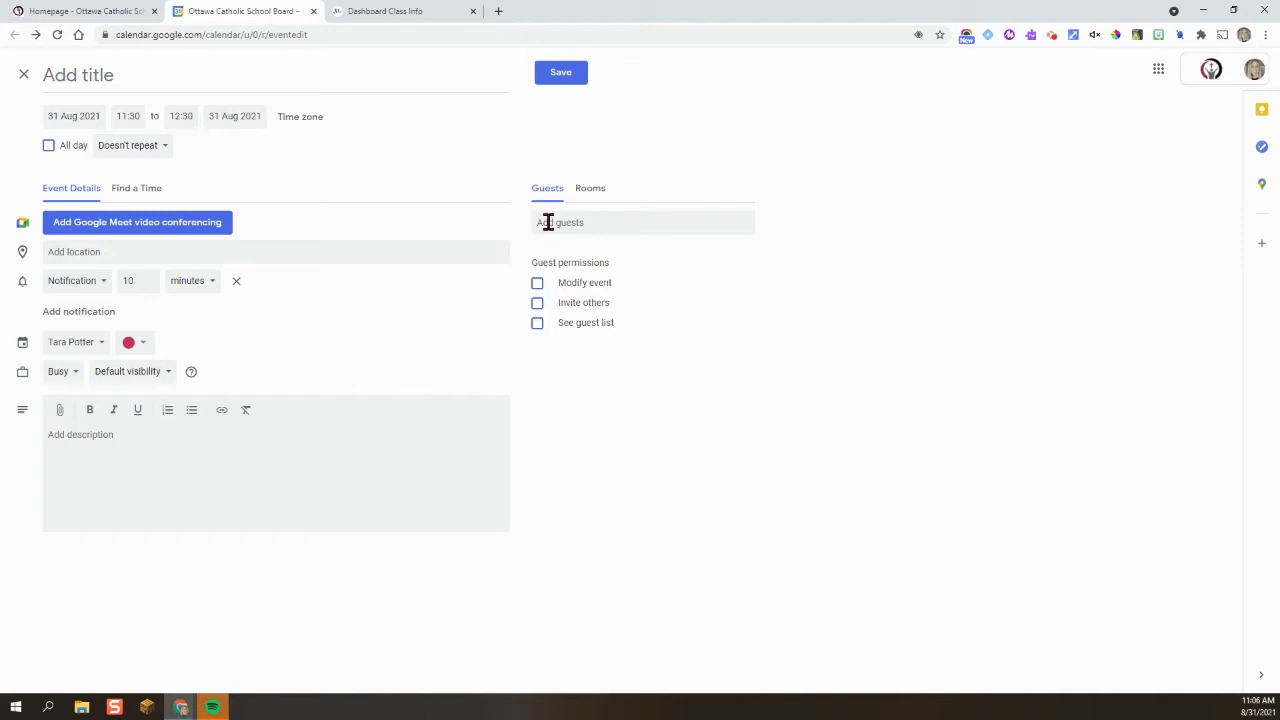 Homepage - Ottawa Catholic Sc
Ottawa Catholic School Board –
Dashboard Class Info
calendar.google.com/calendar/u/0/r/eventedit
New
Add title
Save
31 Aug 2021 11:30 to 12:30 31 Aug 2021 Time zone
All day Doesn't repeat
Event Details Find a Time
Guests Rooms
Add Google Meet video conferencing
Add guests
Add location
Guest permissions
Notification 10 minutes
Modify event
Invite others
Add notification
See guest list
Tara Potter
Busy Default visibility
B I U
Add description
11:06 AM
8/31/2021